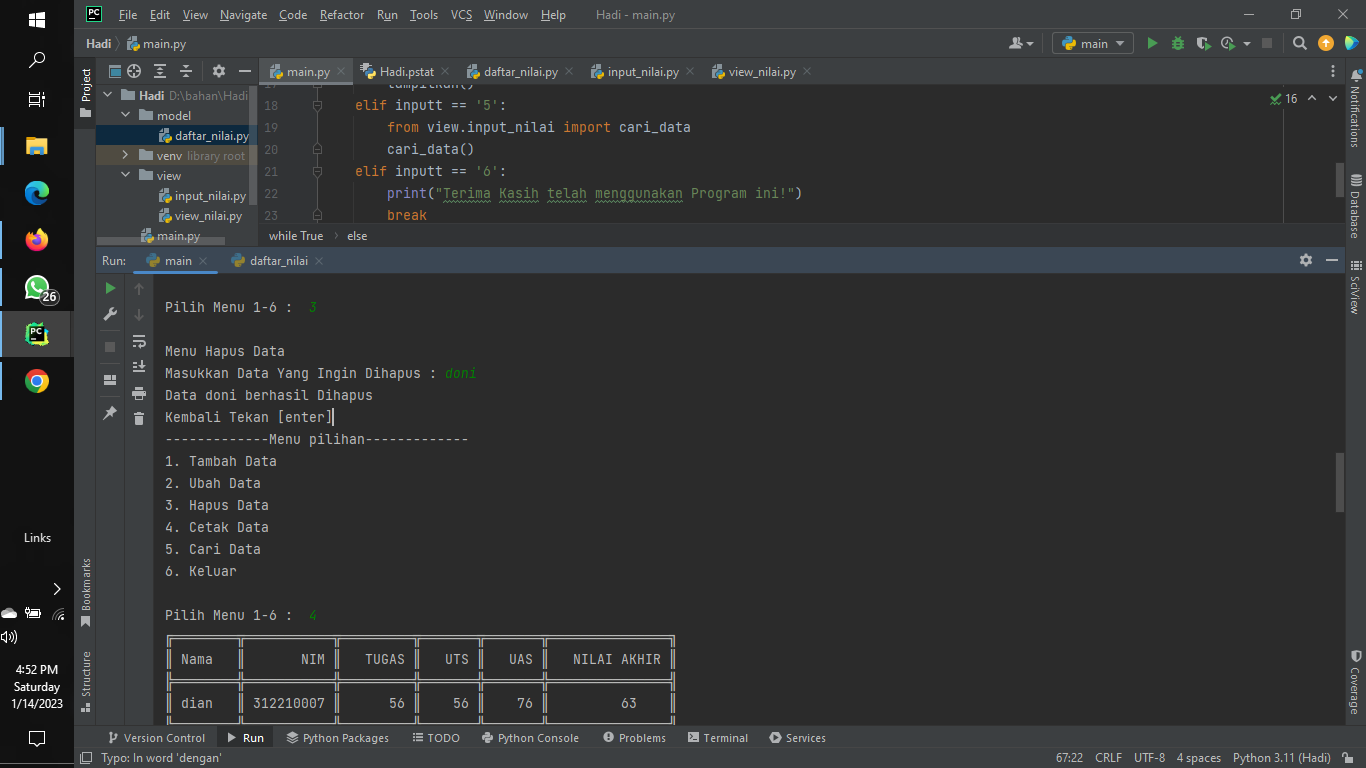 File Edit View Navigate Code Refactor Run Tools VCS Window Help Hadi - main.py
Hadi main.py main
Project
main.py Hadi.pstat daftar_nilai.py input_nilai.py view_nilai.py
Hadi D:\bahan\Hadi
model
daftar_nilai.py
venv library root
view
input_nilai.py
view_nilai.py
main.py
17 tampilkan()
18 elif inputt == '5':
19 from view.input_nilai import cari_data
20 cari_data()
21 elif inputt == '6':
22 print("Terima Kasih telah menggunakan Program ini!")
23 break
16
while True else
Notifications
Database
SciView
Coverage
Run: main daftar_nilai
Pilih Menu 1-6 : 3
Menu Hapus Data
Masukkan Data Yang Ingin Dihapus : doni
Data doni berhasil Dihapus
Kembali Tekan [enter]
-------------Menu pilihan-------------
1. Tambah Data
2. Ubah Data
3. Hapus Data
4. Cetak Data
5. Cari Data
6. Keluar
Pilih Menu 1-6 : 4
Nama NIM TUGAS UTS UAS NILAI AKHIR
dian 312210007 56 56 76 63
Bookmarks
Structure
Version Control Run Python Packages TODO Python Console Problems Terminal Services
Typo: In word 'dengan' 67:22 CRLF UTF-8 4 spaces Python 3.11 (Hadi)
PC
26
PC
Links
4:52 PM
Saturday
1/14/2023